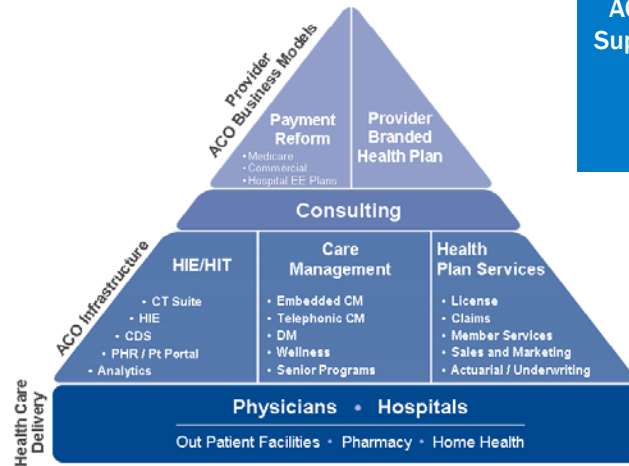 Provider
ACO Business Models
Payment
Reform
• Medicare
• Commercial
• Hospital EE Plans
Provider
Branded
Health Plan
Consulting
ACO Infrastructure
HIE/HIT
• CT Suite
• HIE
• CDS
• PHR / Pt Portal
• Analytics
Care
Management
• Embedded CM
• Telephonic CM
• DM
• Wellness
• Senior Programs
Health
Plan Services
• License
• Claims
• Member Services
• Sales and Marketing
• Actuarial / Underwriting
Health Care
Delivery
Physicians • Hospitals
Out Patient Facilities • Pharmacy • Home Health